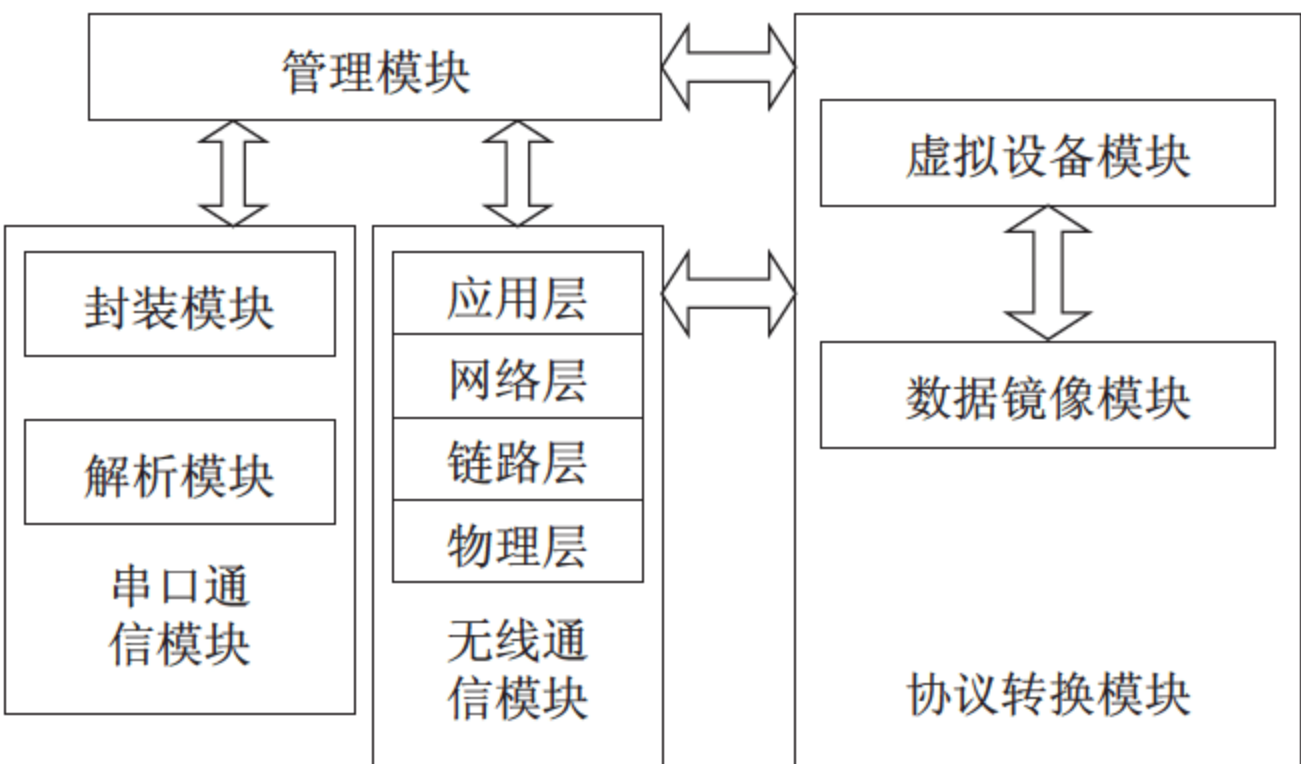 管理模块
封装模块
解析模块
串口通
信模块
应用层
网络层
链路层
物理层
无线通
信模块
虚拟设备模块
数据镜像模块
协议转换模块